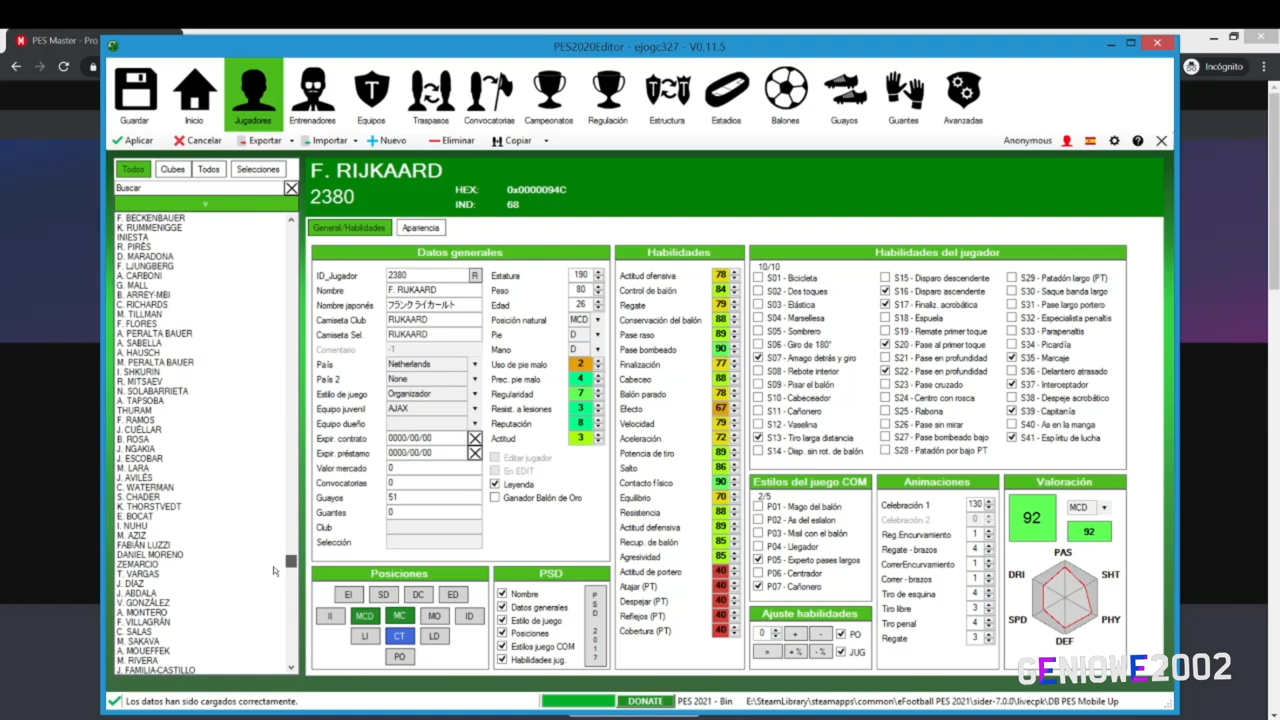 PES Master - Pro
PES2020Editor - ejogc327 - V0.11.5
Incógnito
Guardar Inicio Jugadores Entrenadores Equipos Traspasos Convocatorias Campeonatos Regulación Estructura Estadios Balones Guayos Guantes Avanzadas
Aplicar Cancelar Exportar Importar Nuevo Eliminar Copiar Anonymous
Todos Clubes Todos Selecciones
Buscar
v
F. BECKENBAUER
K. RUMMENIGGE
INIESTA
R. PIRÈS
D. MARADONA
F. LJUNGBERG
A. CARBONI
G. MALL
B. ARREY-MBI
C. RICHARDS
M. TILLMAN
F. FLORES
A. PERALTA BAUER
A. SABELLA
A. HAUSCH
M. PERALTA BAUER
I. SHKURIN
R. MITSAEV
N. SOLABARRIETA
A. TAPSOBA
THURAM
F. RAMOS
J. CUÉLLAR
B. ROSA
J. NGAKIA
J. ESCOBAR
M. LARA
J. AVILÉS
C. WATERMAN
S. CHADER
K. THORSTVEDT
E. BOCAT
I. NUHU
M. AZIZ
FABIÁN LUZZI
DANIEL MORENO
ZEMARCIO
T. VARGAS
J. DÍAZ
J. ABDALA
V. GONZÁLEZ
A. MONTERO
F. VILLAGRÁN
C. SALAS
M. SAKAVA
A. MOUEFFEK
M. RIVERA
J. FAMILIA-CASTILLO
F. RIJKAARD
2380
HEX: 0x0000094C
IND: 68
General/Habilidades Apariencia
Datos generales
ID_Jugador 2380 R
Nombre F. RIJKAARD
Nombre japonés フランク ライカールト
Camiseta Club RIJKAARD
Camiseta Sel. RIJKAARD
Comentario -1
País Netherlands
País 2 None
Estilo de juego Organizador
Equipo juvenil AJAX
Equipo dueño
Expir. contrato 0000/00/00
Expir. préstamo 0000/00/00
Valor mercado 0
Convocatorias 0
Guayos 51
Guantes 0
Club
Selección
Estatura 190
Peso 80
Edad 26
Posición natural MCD
Pie D
Mano D
Uso de pie malo 2
Prec. pie malo 4
Regularidad 7
Resist. a lesiones 3
Reputación 8
Actitud 3
Editar jugador
En EDIT
Leyenda
Ganador Balón de Oro
Posiciones
EI SD DC ED
II MCD MC MO ID
LI CT LD
PO
PSD
Nombre
Datos generales
Estilo de juego
Posiciones
Estilos juego COM
Habilidades jug.
PSD 2017
Habilidades
Actitud ofensiva 78
Control de balón 84
Regate 79
Conservación del balón 88
Pase raso 89
Pase bombeado 90
Finalización 77
Cabeceo 88
Balón parado 78
Efecto 67
Velocidad 79
Aceleración 72
Potencia de tiro 89
Salto 86
Contacto físico 90
Equilibrio 70
Resistencia 88
Actitud defensiva 89
Recup. de balón 85
Agresividad 85
Actitud de portero 40
Atajar (PT) 40
Despejar (PT) 40
Reflejos (PT) 40
Cobertura (PT) 40
Habilidades del jugador
10/10
S01 - Bicicleta
S02 - Dos toques
S03 - Elástica
S04 - Marsellesa
S05 - Sombrero
S06 - Giro de 180°
S07 - Amago detrás y giro
S08 - Rebote interior
S09 - Pisar el balón
S10 - Cabeceador
S11 - Cañonero
S12 - Vaselina
S13 - Tiro larga distancia
S14 - Disp. sin rot. de balón
S15 - Disparo descendente
S16 - Disparo ascendente
S17 - Finaliz. acrobática
S18 - Espuela
S19 - Remate primer toque
S20 - Pase al primer toque
S21 - Pase en profundidad
S22 - Pase en profundidad
S23 - Pase cruzado
S24 - Centro con rosca
S25 - Rabona
S26 - Pase sin mirar
S27 - Pase bombeado bajo
S28 - Patadón por bajo PT
S29 - Patadón largo (PT)
S30 - Saque banda largo
S31 - Pase largo portero
S32 - Especialista penaltis
S33 - Parapenaltis
S34 - Picardía
S35 - Marcaje
S36 - Delantero atrasado
S37 - Interceptador
S38 - Despeje acrobático
S39 - Capitanía
S40 - As en la manga
S41 - Espíritu de lucha
Estilos del juego COM
2/5
P01 - Mago del balón
P02 - As del eslalon
P03 - Misil con el balón
P04 - Llegador
P05 - Experto pases largos
P06 - Centrador
P07 - Cañonero
Ajuste habilidades
0 + - PO
= +% -% JUG
Animaciones
Celebración 1 130
Celebración 2 0
Reg.Encurvamiento 1
Regate - brazos 4
CorrerEncurvamiento 1
Correr - brazos 1
Tiro de esquina 4
Tiro libre 3
Tiro penal 4
Regate 3
Valoración
92 MCD
92
PAS
DRI SHT
SPD PHY
DEF
GENIOWE2002
Los datos han sido cargados correctamente. DONATE PES 2021 - Bin E:\SteamLibrary\steamapps\common\eFootball PES 2021\sider-7.0.0\livecpk\DB PES Mobile Up